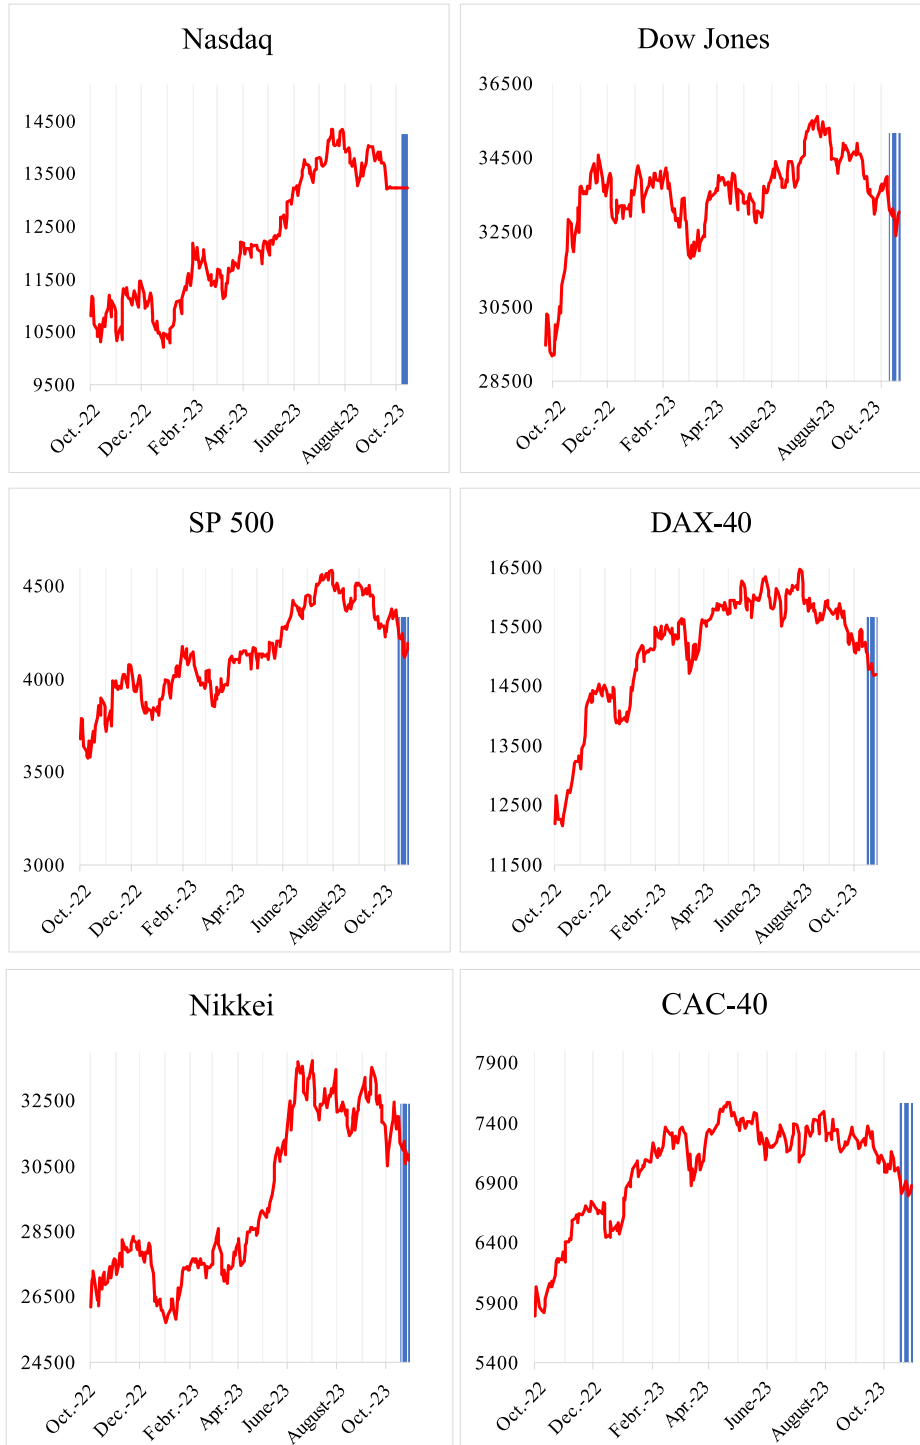 Nasdaq
14500
13500
12500
11500
10500
9500
Oct.-22
Dec.-22
Febr.-23
Apr.-23
June-23
August-23
Oct.-23
Dow Jones
36500
34500
32500
30500
28500
Oct.-22
Dec.-22
Febr.-23
Apr.-23
June-23
August-23
Oct.-23
SP 500
4500
4000
3500
3000
Oct.-22
Dec.-22
Febr.-23
Apr.-23
June-23
August-23
Oct.-23
DAX-40
16500
15500
14500
13500
12500
11500
Oct.-22
Dec.-22
Febr.-23
Apr.-23
June-23
August-23
Oct.-23
Nikkei
32500
30500
28500
26500
24500
Oct.-22
Dec.-22
Febr.-23
Apr.-23
June-23
August-23
Oct.-23
CAC-40
7900
7400
6900
6400
5900
5400
Oct.-22
Dec.-22
Febr.-23
Apr.-23
June-23
August-23
Oct.-23